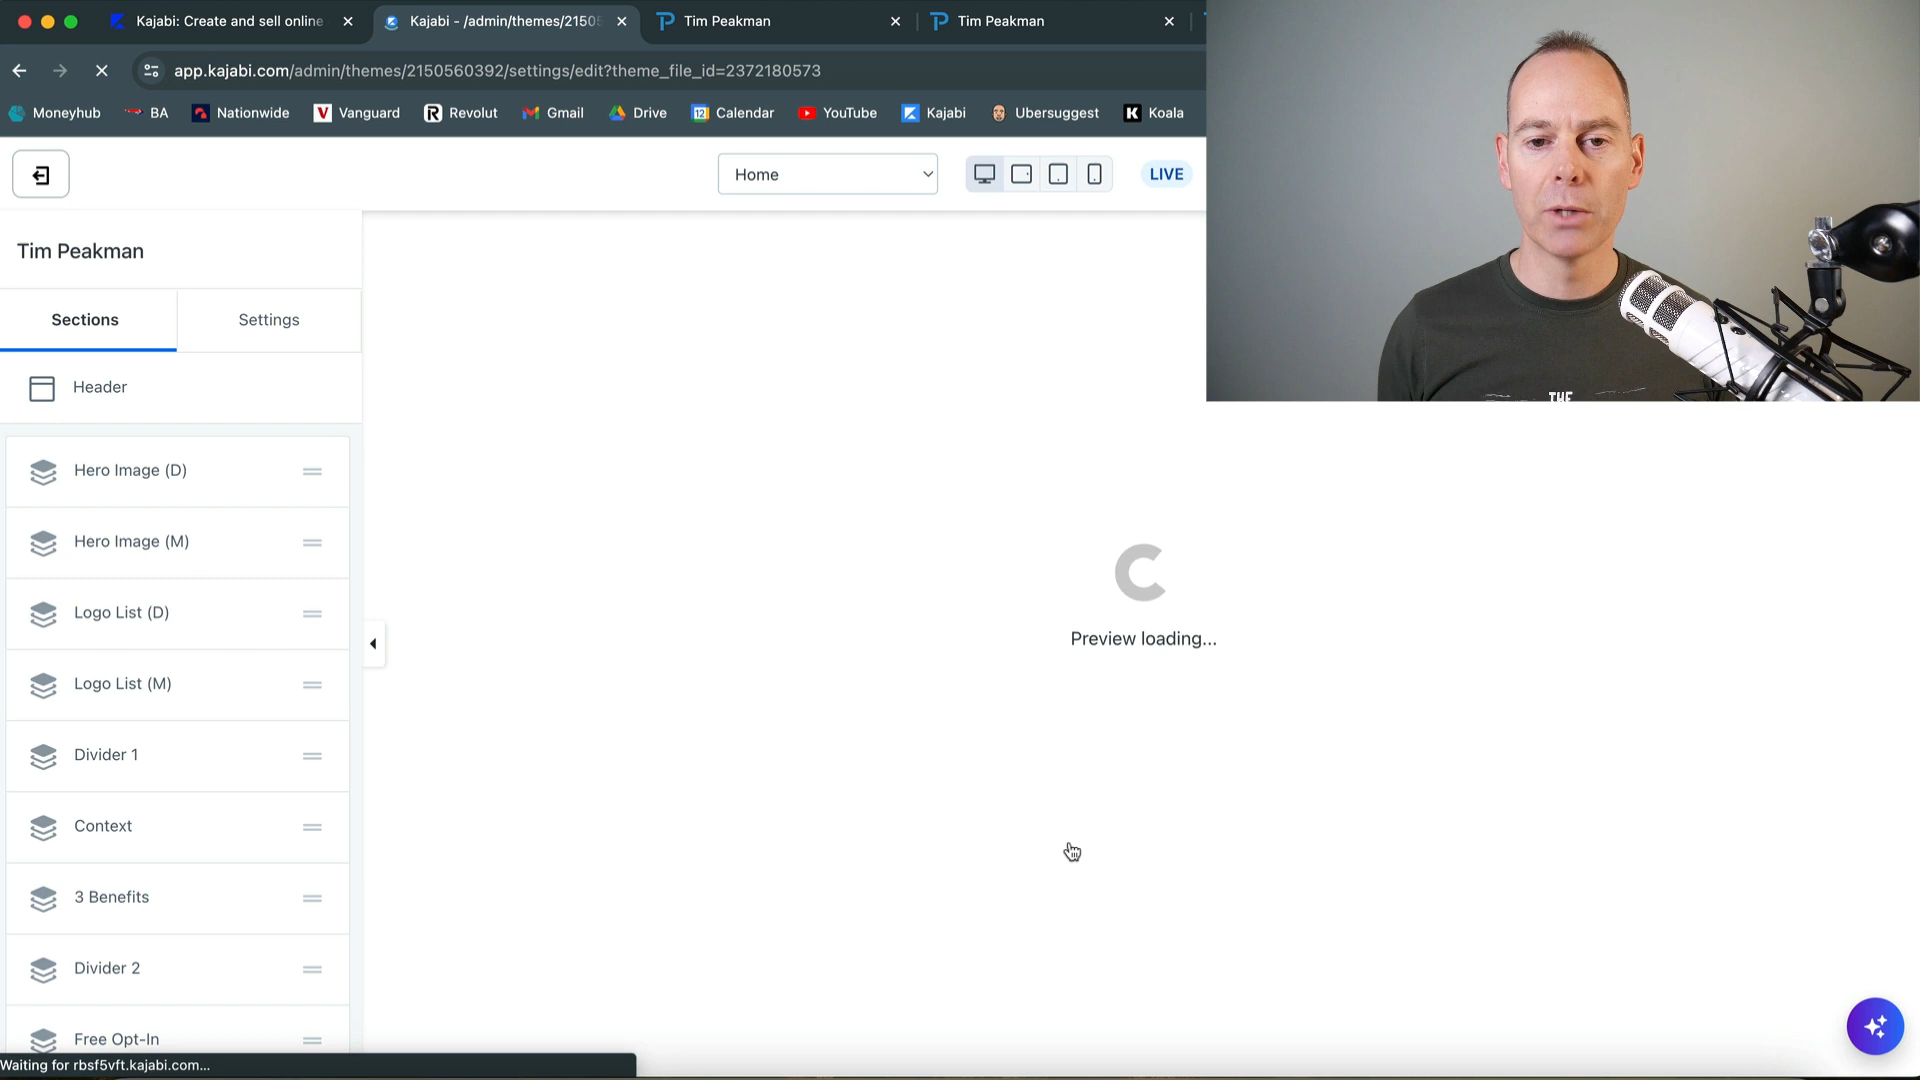 Kajabi: Create and sell online
Kajabi - /admin/themes/2150
Tim Peakman
Tim Peakman
app.kajabi.com/admin/themes/2150560392/settings/edit?theme_file_id=2372180573
Moneyhub
BA
Nationwide
V Vanguard
R Revolut
Gmail
Drive
Calendar
YouTube
Kajabi
Ubersuggest
K Koala
Home
LIVE
Tim Peakman
Sections
Settings
Header
THE
Hero Image (D)
Hero Image (M)
Logo List (D)
Logo List (M)
Preview loading...
Divider 1
Context
3 Benefits
Divider 2
Free Opt-In
Waiting for rbsf5vft.kajabi.com...